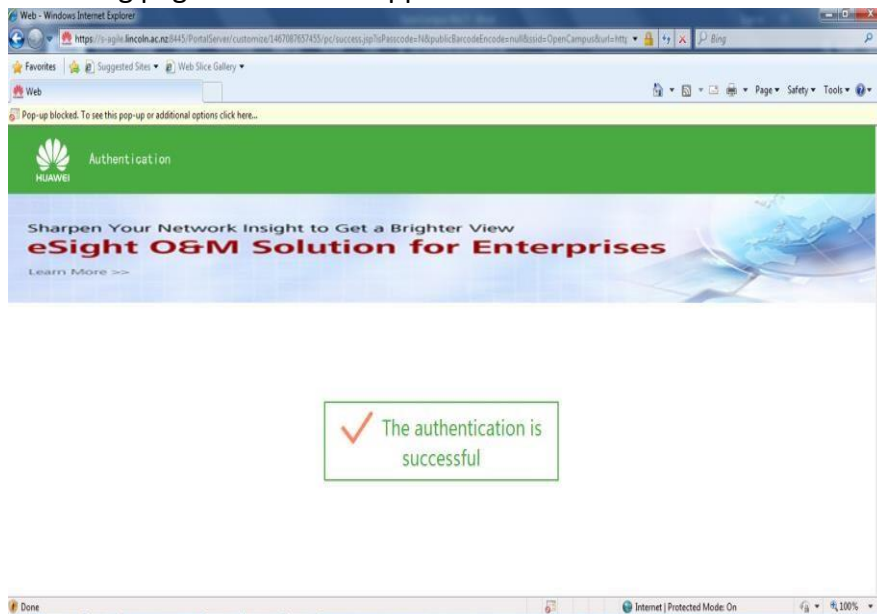 Web - Windows Internet Explorer
https://s-agile.lincoln.ac.nz:8445/PortalServer/customize/1467087657455/pc/success.jsp?isPasscode=N&publicBarcodeEncode=null&ssid=OpenCampus&url=http
Bing
Favorites Suggested Sites Web Slice Gallery
Web
Page Safety Tools
Pop-up blocked. To see this pop-up or additional options click here...
HUAWEI
Authentication
Sharpen Your Network Insight to Get a Brighter View
eSight O&M Solution for Enterprises
Learn More >>
The authentication is
successful
Done
Internet | Protected Mode: On
100%